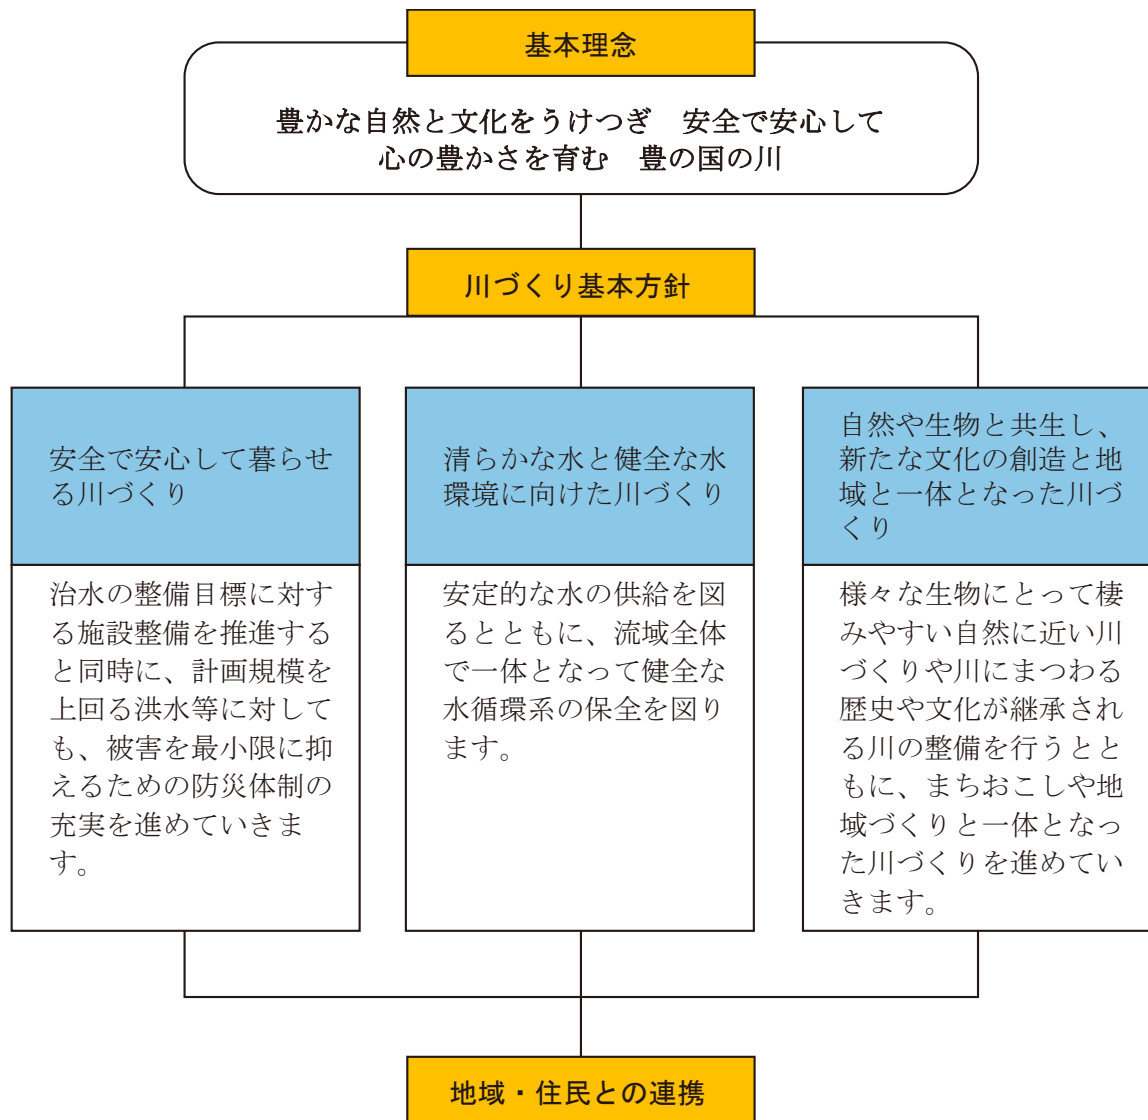 基本理念
豊かな自然と文化をうけつぎ　安全で安心して
心の豊かさを育む　豊の国の川
川づくり基本方針
安全で安心して暮らせ
る川づくり
治水の整備目標に対す
る施設整備を推進する
と同時に、計画規模を
上回る洪水等に対して
も、被害を最小限に抑
えるための防災体制の
充実を進めていきま
す。
清らかな水と健全な水
環境に向けた川づくり
安定的な水の供給を図
るとともに、流域全体
で一体となって健全な
水循環系の保全を図り
ます。
自然や生物と共生し、
新たな文化の創造と地
域と一体となった川づ
くり
様々な生物にとって棲
みやすい自然に近い川
づくりや川にまつわる
歴史や文化が継承され
る川の整備を行うとと
もに、まちおこしや地
域づくりと一体となっ
た川づくりを進めてい
きます。
地域・住民との連携